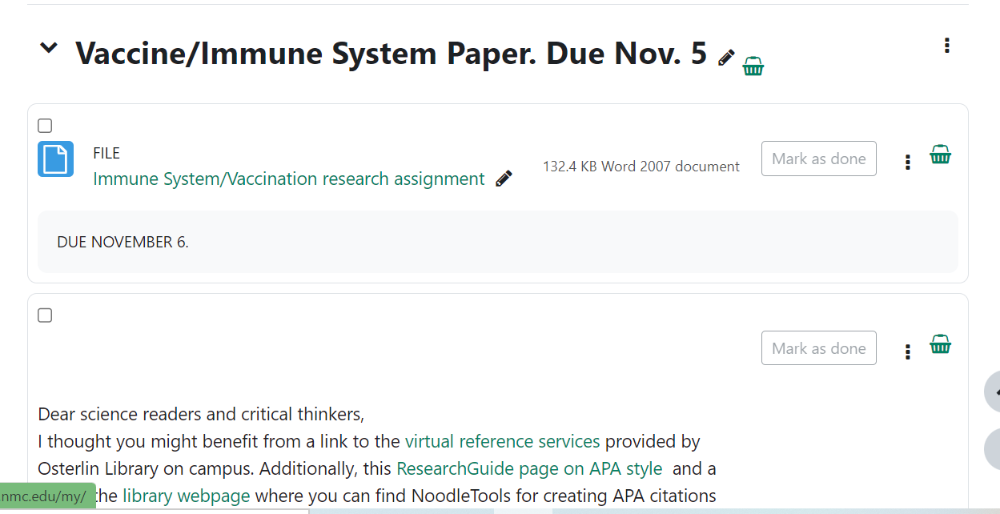 Vaccine/Immune System Paper. Due Nov. 5
FILE
Immune System/Vaccination research assignment
132.4 KB Word 2007 document
Mark as done
DUE NOVEMBER 6.
Mark as done
Dear science readers and critical thinkers,
I thought you might benefit from a link to the virtual reference services provided by
Osterlin Library on campus. Additionally, this ResearchGuide page on APA style and a
the library webpage where you can find NoodleTools for creating APA citations
.nmc.edu/my/